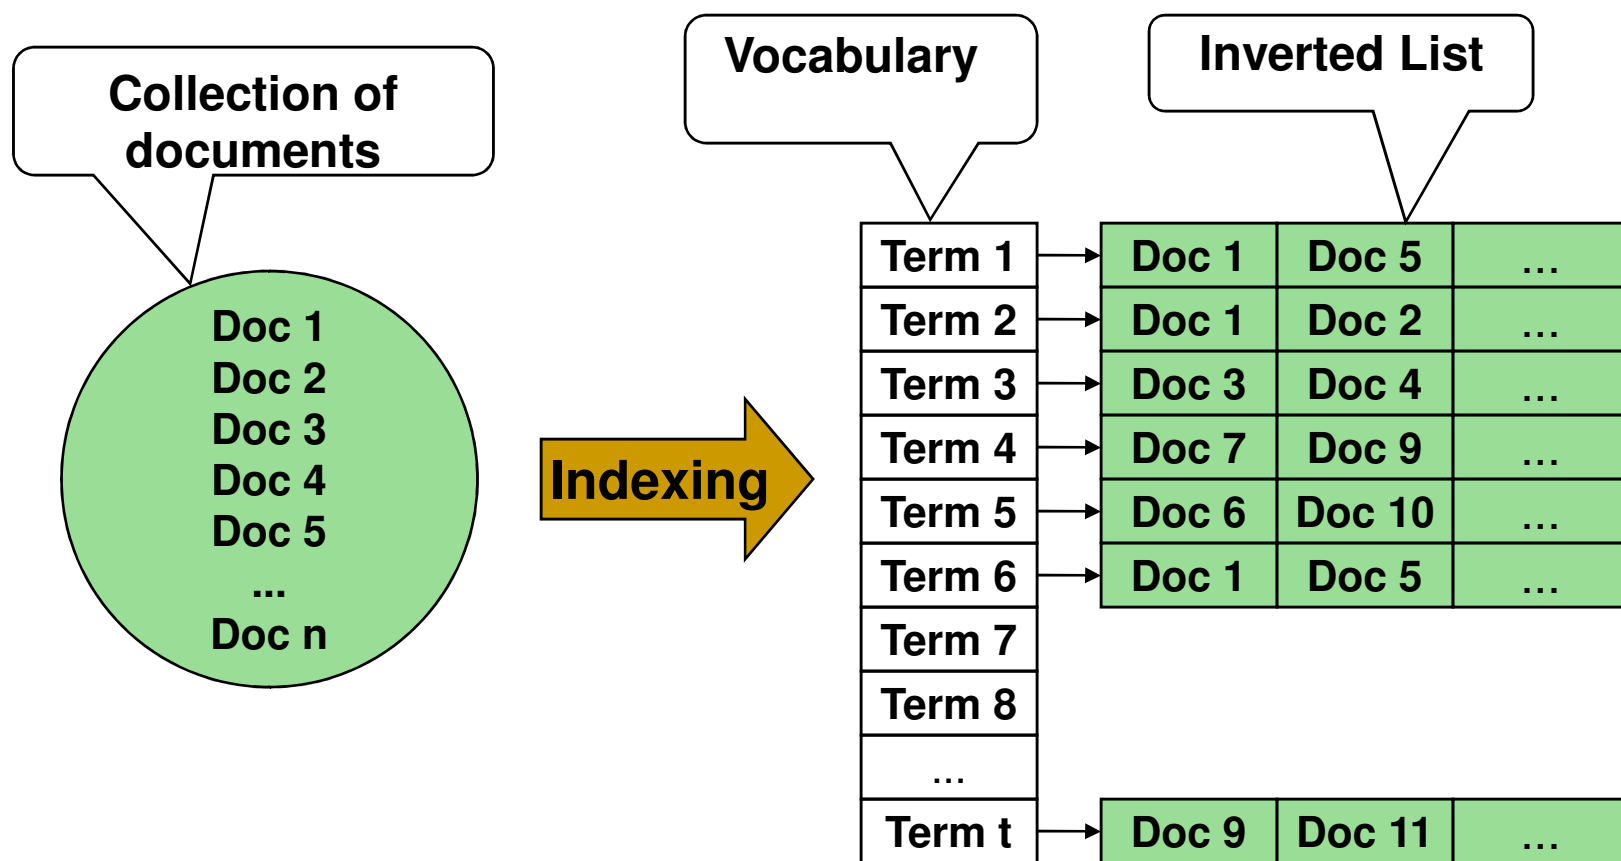 Collection of
documents
Vocabulary
Inverted List
Doc 1
Doc 2
Doc 3
Doc 4
Doc 5
...
Doc n
Indexing
Term 1 Doc 1 Doc 5 ...
Term 2 Doc 1 Doc 2 ...
Term 3 Doc 3 Doc 4 ...
Term 4 Doc 7 Doc 9 ...
Term 5 Doc 6 Doc 10 ...
Term 6 Doc 1 Doc 5 ...
Term 7
Term 8
...
Term t Doc 9 Doc 11 ...